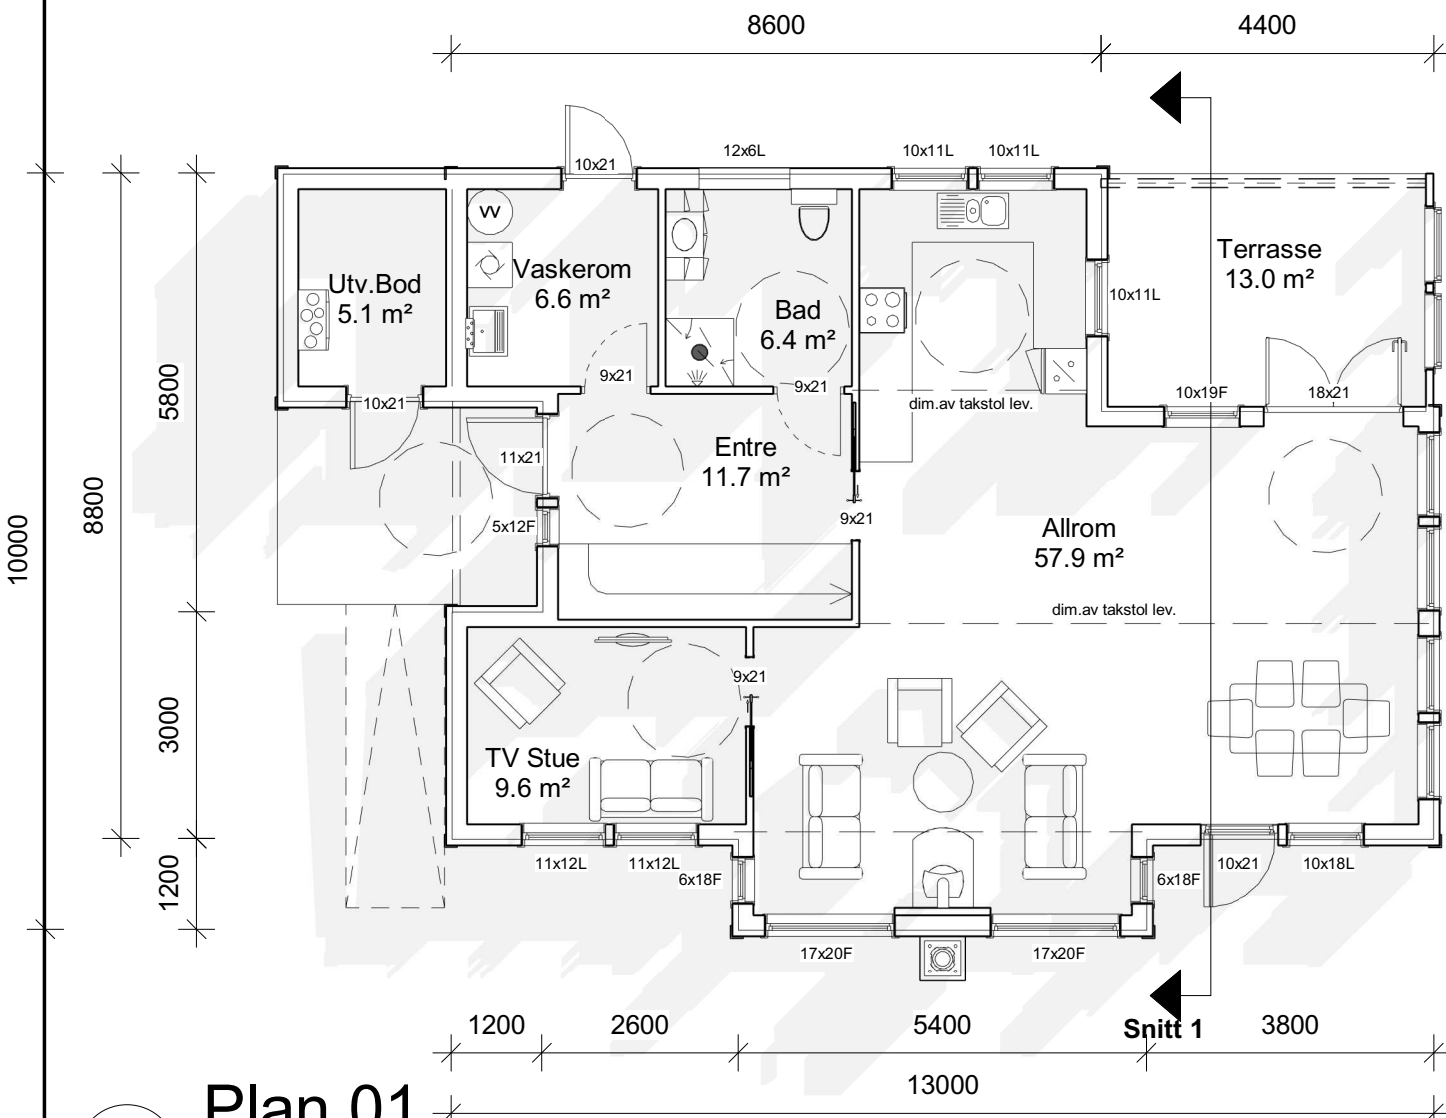 8600
4400
12x6L
10x11L
10x11L
10x21
W
Utv.Bod
5.1 m²
Vaskerom
6.6 m²
Bad
6.4 m²
Terrasse
13.0 m²
10x11L
9x21
9x21
10x21
dim.av takstol lev.
10x19F
18x21
5800
8800
10000
11x21
Entre
11.7 m²
5x12F
9x21
Allrom
57.9 m²
dim.av takstol lev.
9x21
3000
TV Stue
9.6 m²
11x12L
11x12L
6x18F
6x18F
10x21
10x18L
1200
17x20F
17x20F
1200
2600
5400
Snitt 1
3800
13000
Plan 01